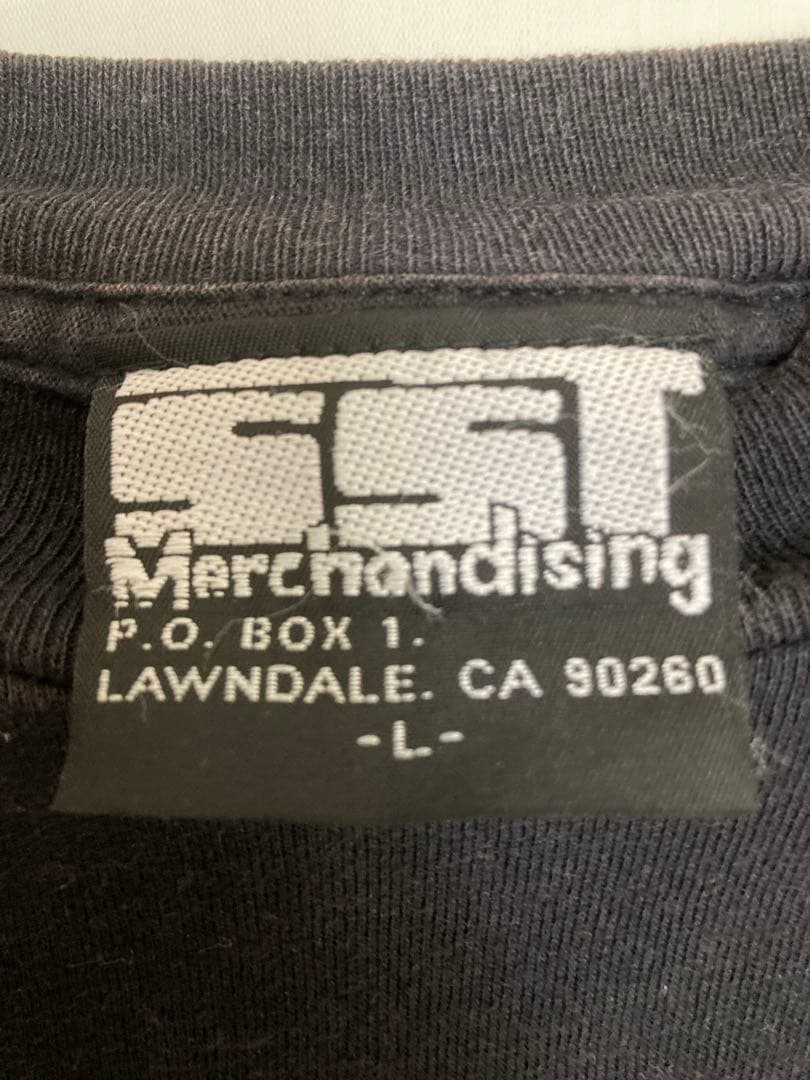 SST
Merchandising
P.O. BOX 1.
LAWNDALE. CA 90260
-L-